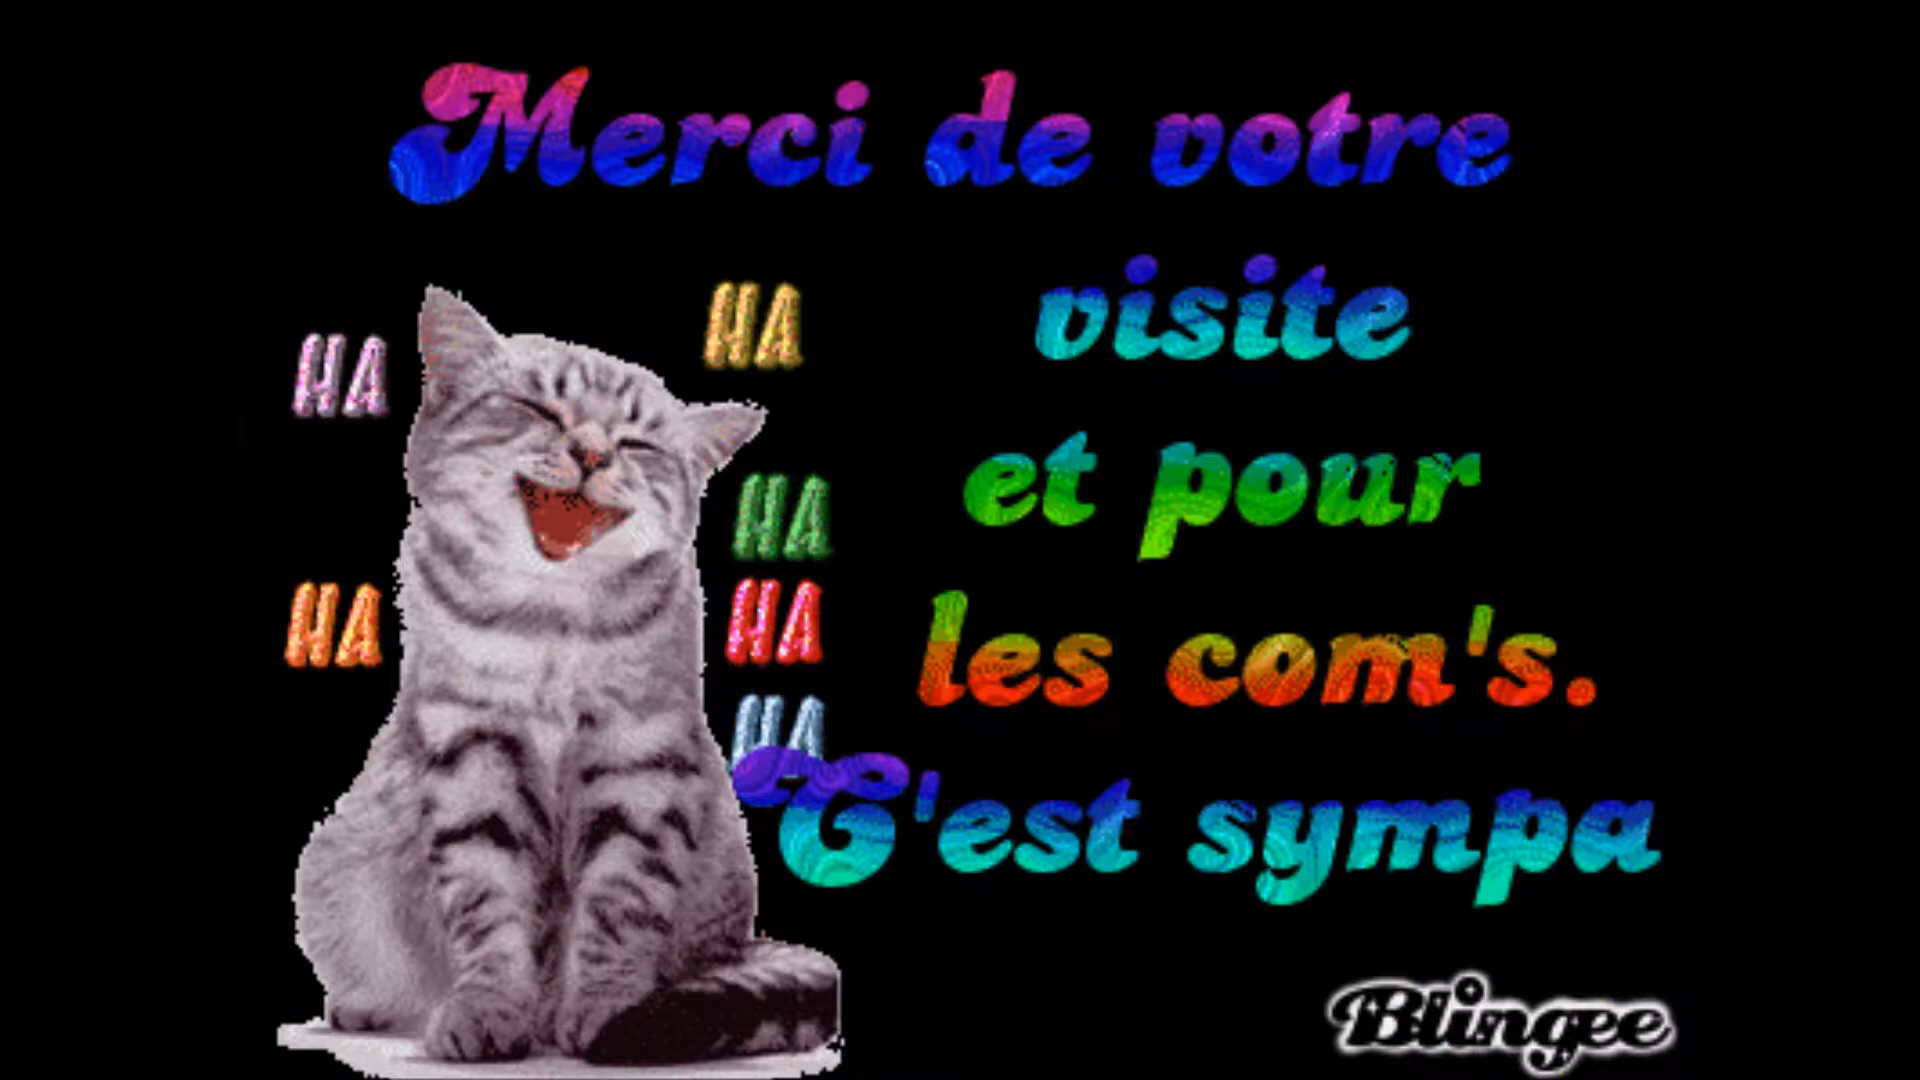 Merci de votre
visite
et pour
les com's.
C'est sympa
HA
HA
HA
HA
HA
HA
Blingee